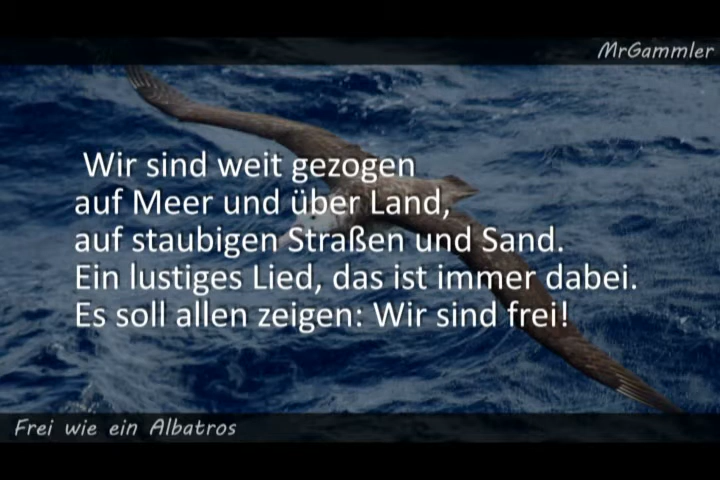 MrGammler
Wir sind weit gezogen
auf Meer und über Land,
auf staubigen Straßen und Sand.
Ein lustiges Lied, das ist immer dabei.
Es soll allen zeigen: Wir sind frei!
Frei wie ein Albatros